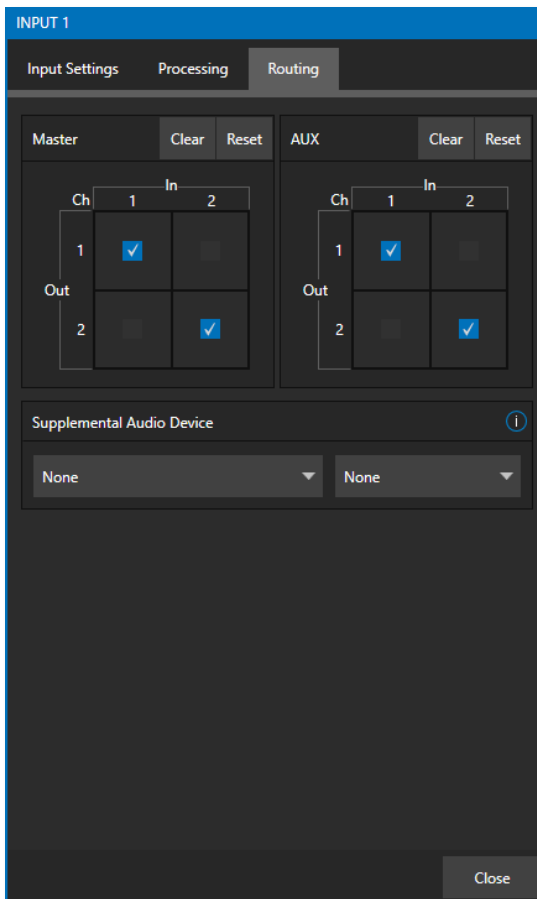 INPUT 1
Input Settings Processing Routing
Master Clear Reset AUX Clear Reset
In In
Ch 1 2 Ch 1 2
1 1
Out Out
2 2
Supplemental Audio Device i
None None
Close